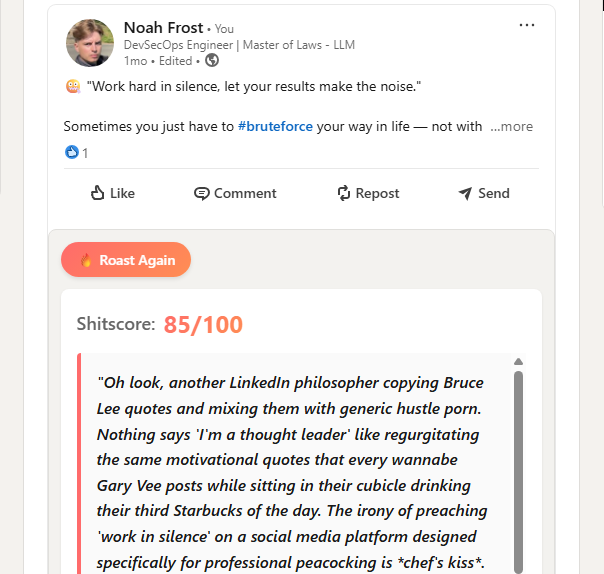 Noah Frost • You
DevSecOps Engineer | Master of Laws - LLM
1mo • Edited •
"Work hard in silence, let your results make the noise."
Sometimes you just have to #bruteforce your way in life — not with ...more
1
Like Comment Repost Send
Roast Again
Shitscore: 85/100
"Oh look, another LinkedIn philosopher copying Bruce
Lee quotes and mixing them with generic hustle porn.
Nothing says 'I'm a thought leader' like regurgitating
the same motivational quotes that every wannabe
Gary Vee posts while sitting in their cubicle drinking
their third Starbucks of the day. The irony of preaching
'work in silence' on a social media platform designed
specifically for professional peacocking is *chef's kiss*.